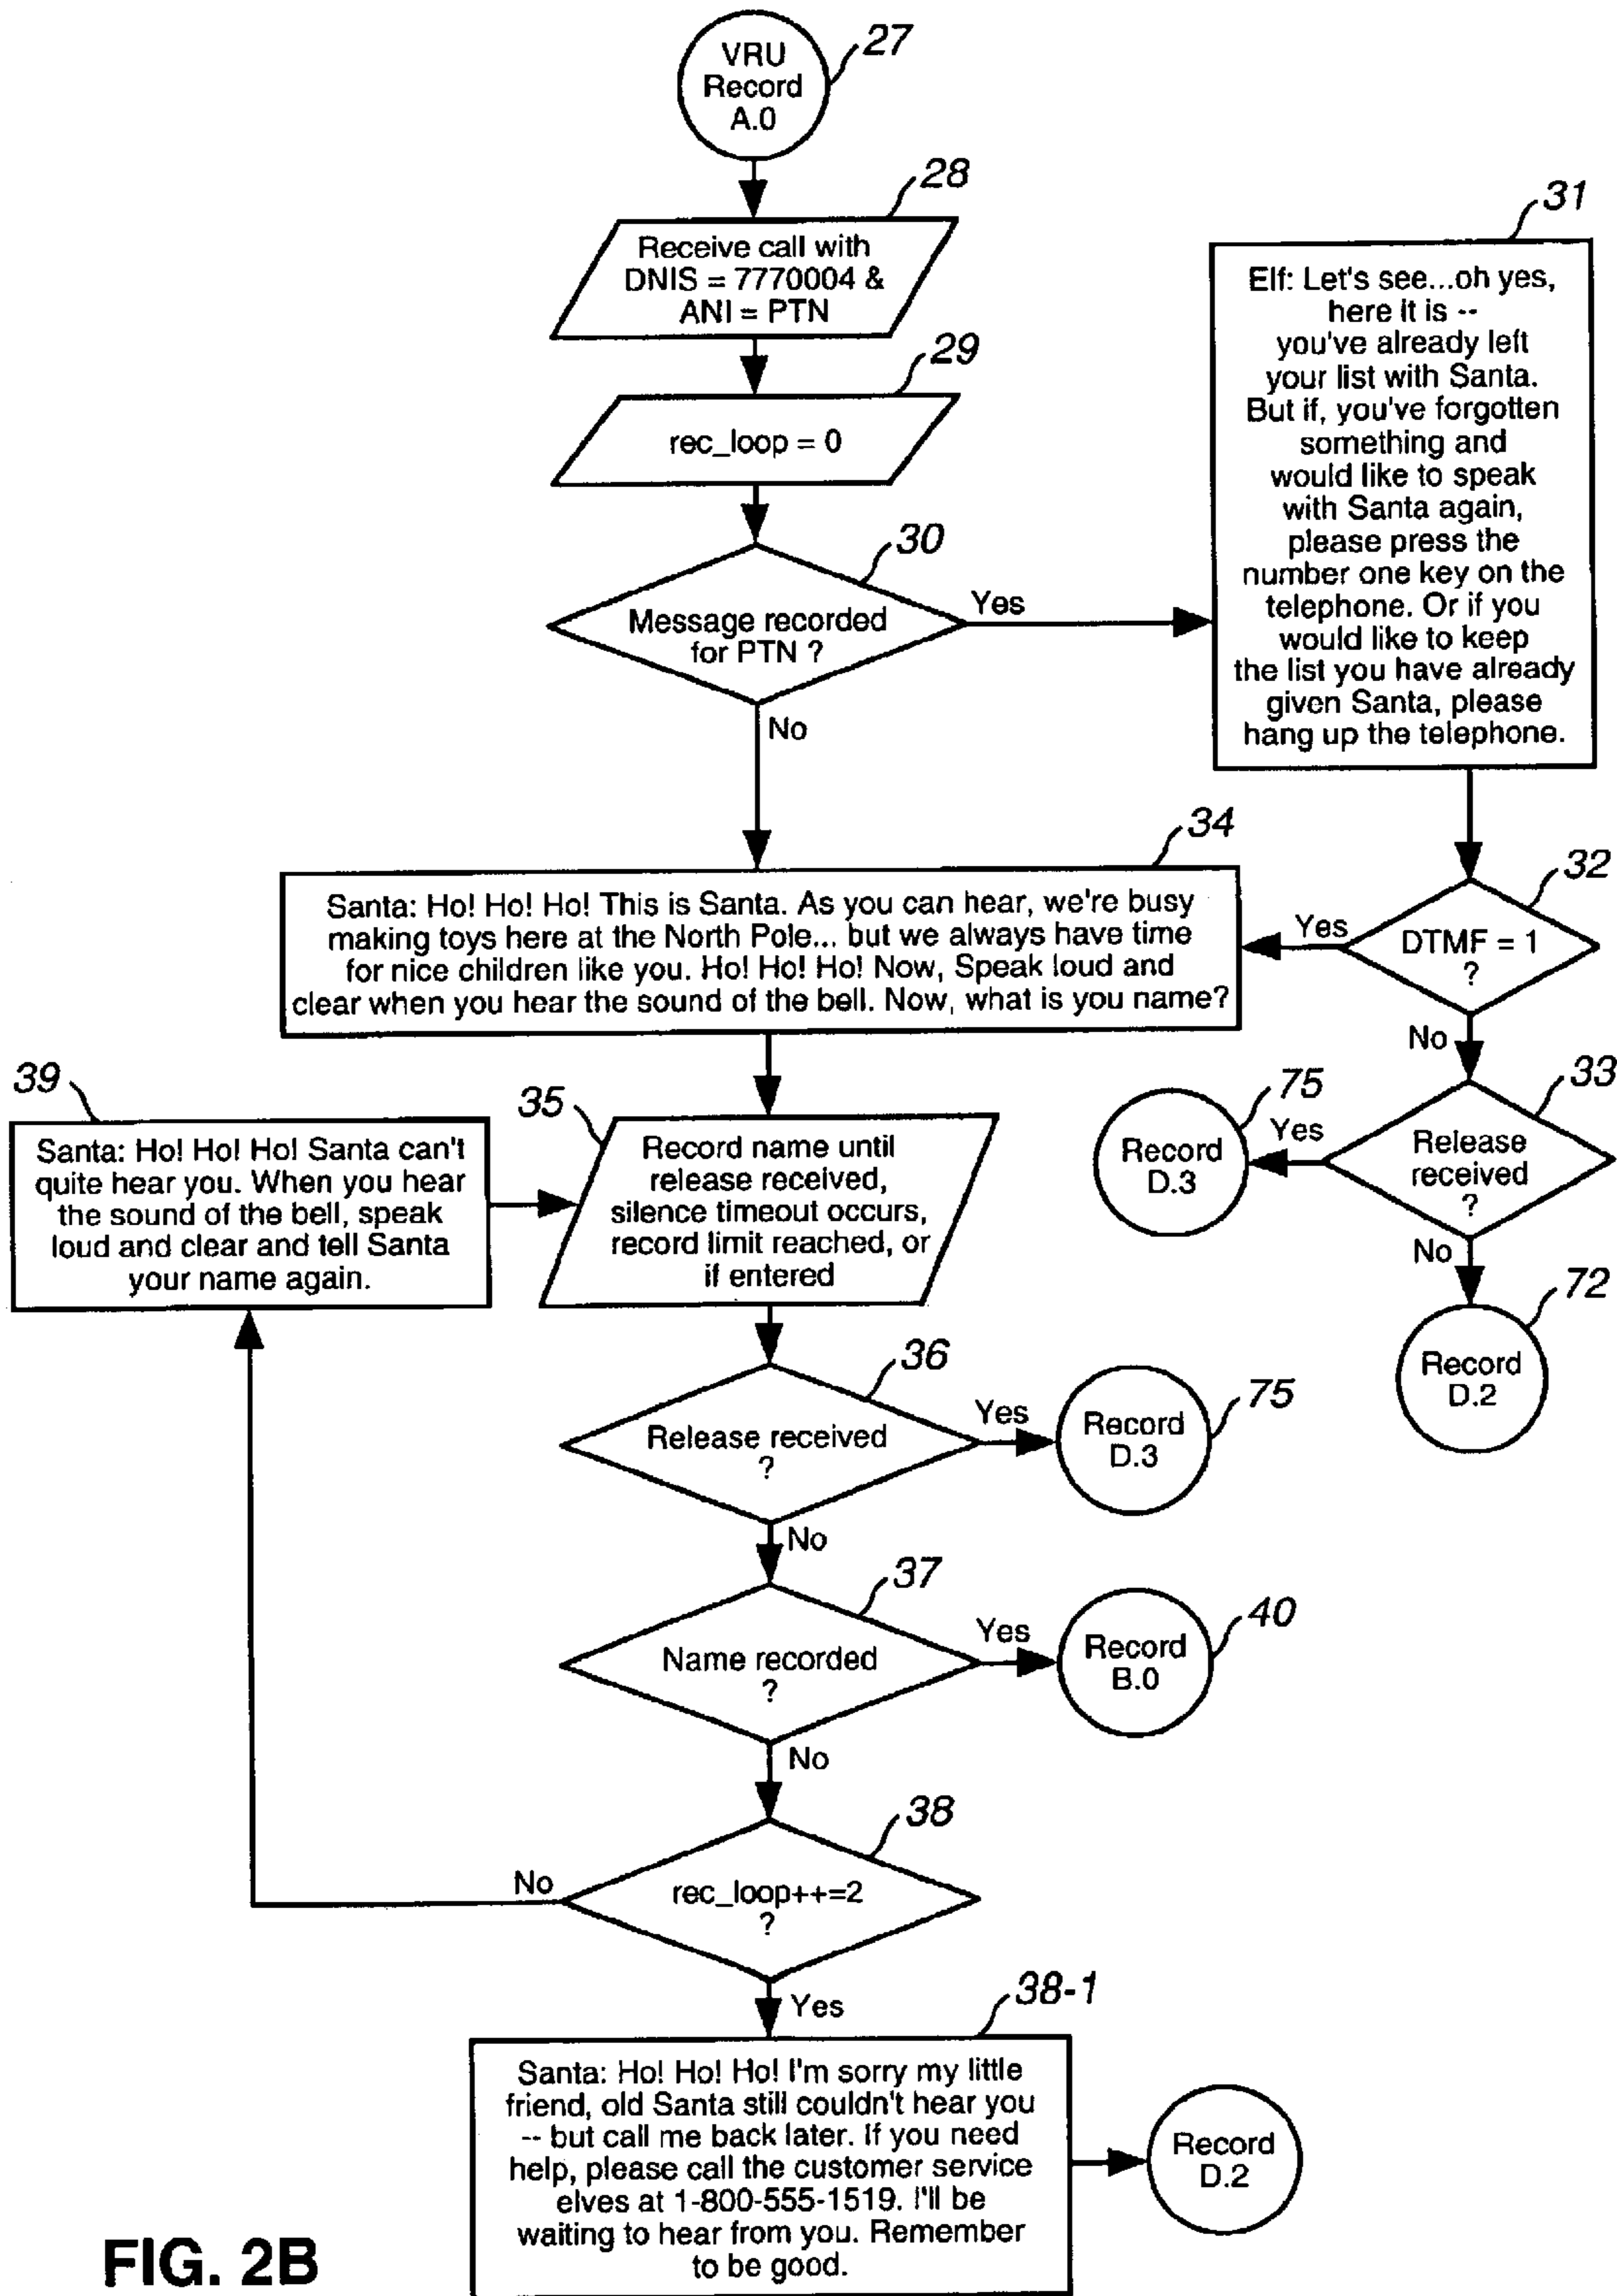 VRU
Record
A.0
27
28
Receive call with
DNIS = 7770004 &
ANI = PTN
29
rec_loop = 0
30
Message recorded
for PTN ?
Yes
No
31
Elf: Let's see...oh yes,
here it is --
you've already left
your list with Santa.
But if, you've forgotten
something and
would like to speak
with Santa again,
please press the
number one key on the
telephone. Or if you
would like to keep
the list you have already
given Santa, please
hang up the telephone.
34
Santa: Ho! Ho! Ho! This is Santa. As you can hear, we're busy
making toys here at the North Pole... but we always have time
for nice children like you. Ho! Ho! Ho! Now, Speak loud and
clear when you hear the sound of the bell. Now, what is you name?
32
Yes
DTMF = 1
?
No
33
Release
received
?
Yes
75
Record
D.3
No
72
Record
D.2
39
Santa: Ho! Ho! Ho! Santa can't
quite hear you. When you hear
the sound of the bell, speak
loud and clear and tell Santa
your name again.
35
Record name until
release received,
silence timeout occurs,
record limit reached, or
if entered
36
Release received
?
Yes
75
Record
D.3
No
37
Name recorded
?
Yes
40
Record
B.0
No
38
rec_loop++=2
?
No
Yes
38-1
Santa: Ho! Ho! Ho! I'm sorry my little
friend, old Santa still couldn't hear you
-- but call me back later. If you need
help, please call the customer service
elves at 1-800-555-1519. I'll be
waiting to hear from you. Remember
to be good.
Record
D.2
FIG. 2B